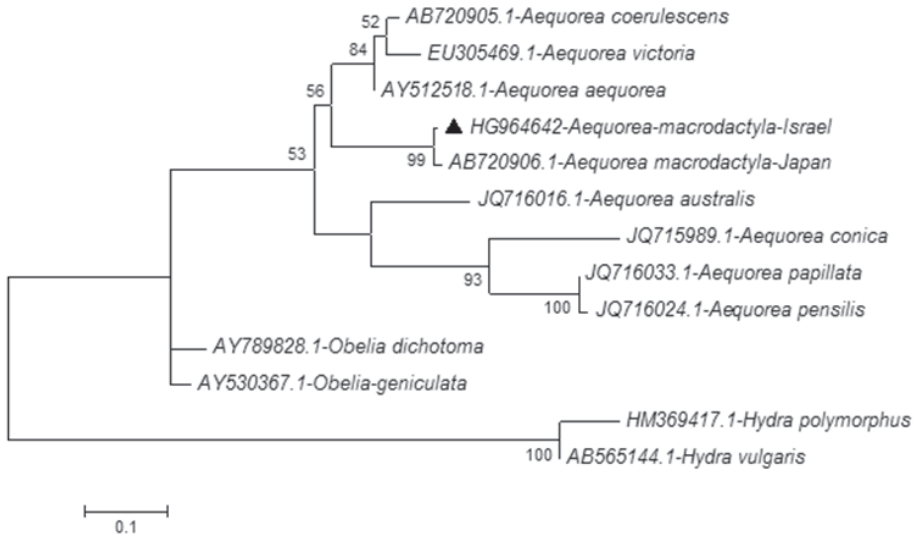 52
AB720905.1-Aequorea coerulescens
84
EU305469.1-Aequorea victoria
56
AY512518.1-Aequorea aequorea
HG964642-Aequorea-macrodactyla-Israel
53
99
AB720906.1-Aequorea macrodactyla-Japan
JQ716016.1-Aequorea australis
JQ715989.1-Aequorea conica
93
JQ716033.1-Aequorea papillata
100
JQ716024.1-Aequorea pensilis
AY789828.1-Obelia dichotoma
AY530367.1-Obelia-geniculata
HM369417.1-Hydra polymorphus
100
AB565144.1-Hydra vulgaris
0.1